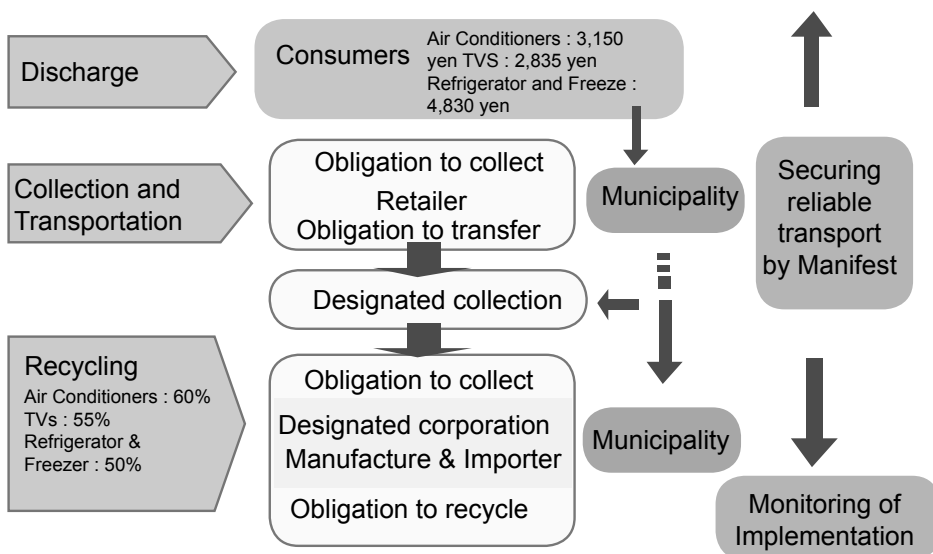 Discharge
Consumers
Air Conditioners : 3,150
yen TVS : 2,835 yen
Refrigerator and Freeze :
4,830 yen
Collection and
Transportation
Obligation to collect
Retailer
Obligation to transfer
Municipality
Securing
reliable
transport
by Manifest
Designated collection
Recycling
Air Conditioners : 60%
TVs : 55%
Refrigerator &
Freezer : 50%
Obligation to collect
Designated corporation
Manufacture & Importer
Obligation to recycle
Municipality
Monitoring of
Implementation